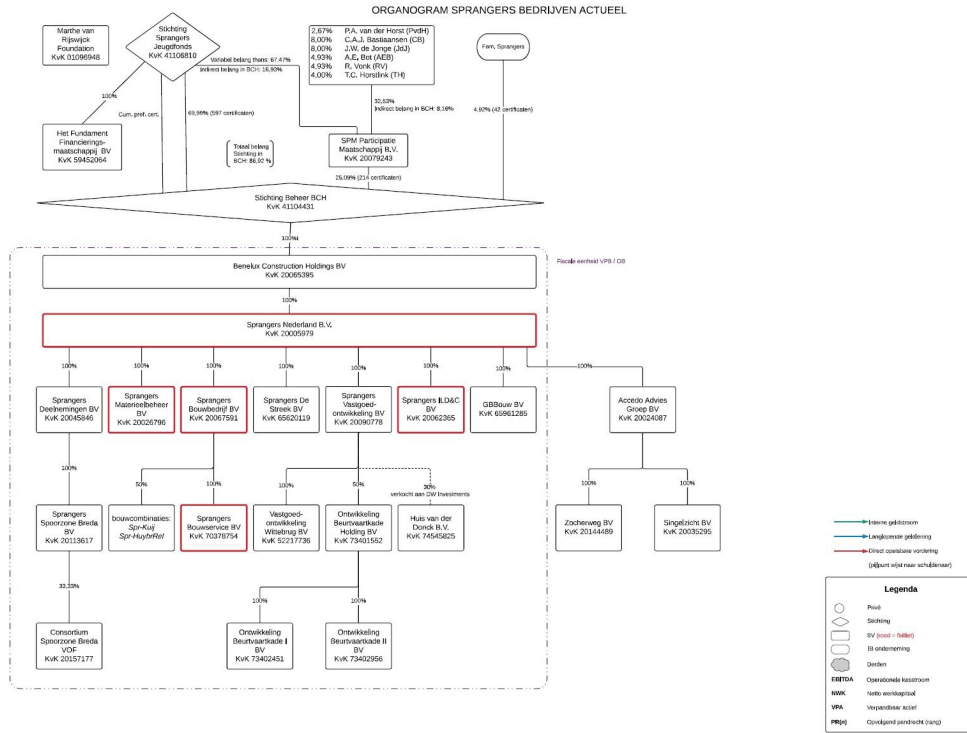 ORGANOGRAM SPRANGERS BEDRIJVEN ACTUEEL
Marthe van
Rijswijck
Foundation
KvK 01096948
Stichting
Sprangers
Jeugdfonds
KvK 41106810
2,67% P.A. van der Horst (PvdH)
8,00% C.A.J. Bastiaansen (CB)
8,00% J.W. de Jonge (JdJ)
4,93% A.E. Bot (AEB)
4,93% R. Vonk (RV)
4,00% T.C. Horstink (TH)
Fam. Sprangers
Variabel belang thans: 67,47%
Indirect belang in BCH: 16,93%
100%
Cum. pref. cert.
69,99% (597 certificaten)
32,53%
Indirect belang in BCH: 8,16%
4,92% (42 certificaten)
Het Fundament
Financierings-
maatschappij BV
KvK 59452064
Totaal belang
Stichting in
BCH: 86,92 %
SPM Participatie
Maatschappij B.V.
KvK 20079243
25,09% (214 certificaten)
Stichting Beheer BCH
KvK 41104431
100%
Benelux Construction Holdings BV
KvK 20065395
Fiscale eenheid VPB / OB
100%
Sprangers Nederland B.V.
KvK 20005979
100% 100% 100% 100% 100% 100% 100% 100%
Sprangers
Deelnemingen BV
KvK 20045846
Sprangers
Materieelbeheer
BV
KvK 20026796
Sprangers
Bouwbedrijf BV
KvK 20067591
Sprangers De
Streek BV
KvK 65620119
Sprangers
Vastgoed-
ontwikkeling BV
KvK 20090778
Sprangers ILD&C
BV
KvK 20062365
GBBouw BV
KvK 65961285
Accedo Advies
Groep BV
KvK 20024087
100% 50% 100% 100% 50% 30% 100% 100%
verkocht aan DW Investments
Sprangers
Spoorzone Breda
BV
KvK 20113617
bouwcombinaties:
Spr-Kuij
Spr-HuybrRel
Sprangers
Bouwservice BV
KvK 70378754
Vastgoed-
ontwikkeling
Wittebrug BV
KvK 52217736
Ontwikkeling
Beurtvaartkade
Holding BV
KvK 73401552
Huis van der
Donck B.V.
KvK 74545825
Zocherweg BV
KvK 20144489
Singelzicht BV
KvK 20035295
33,33% 100% 100%
Consortium
Spoorzone Breda
VOF
KvK 20157177
Ontwikkeling
Beurtvaartkade I
BV
KvK 73402451
Ontwikkeling
Beurtvaartkade II
BV
KvK 73402956
Interne geldstroom
Langlopende geldlening
Direct opeisbare vordering
(pijlpunt wijst naar schuldenaar)
Legenda
Privé
Stichting
BV (rood = failliet)
IB onderneming
Derden
EBITDA Operationele kasstroom
NWK Netto werkkapitaal
VPA Verpandbaar actief
PR(n) Opvolgend pandrecht (rang)